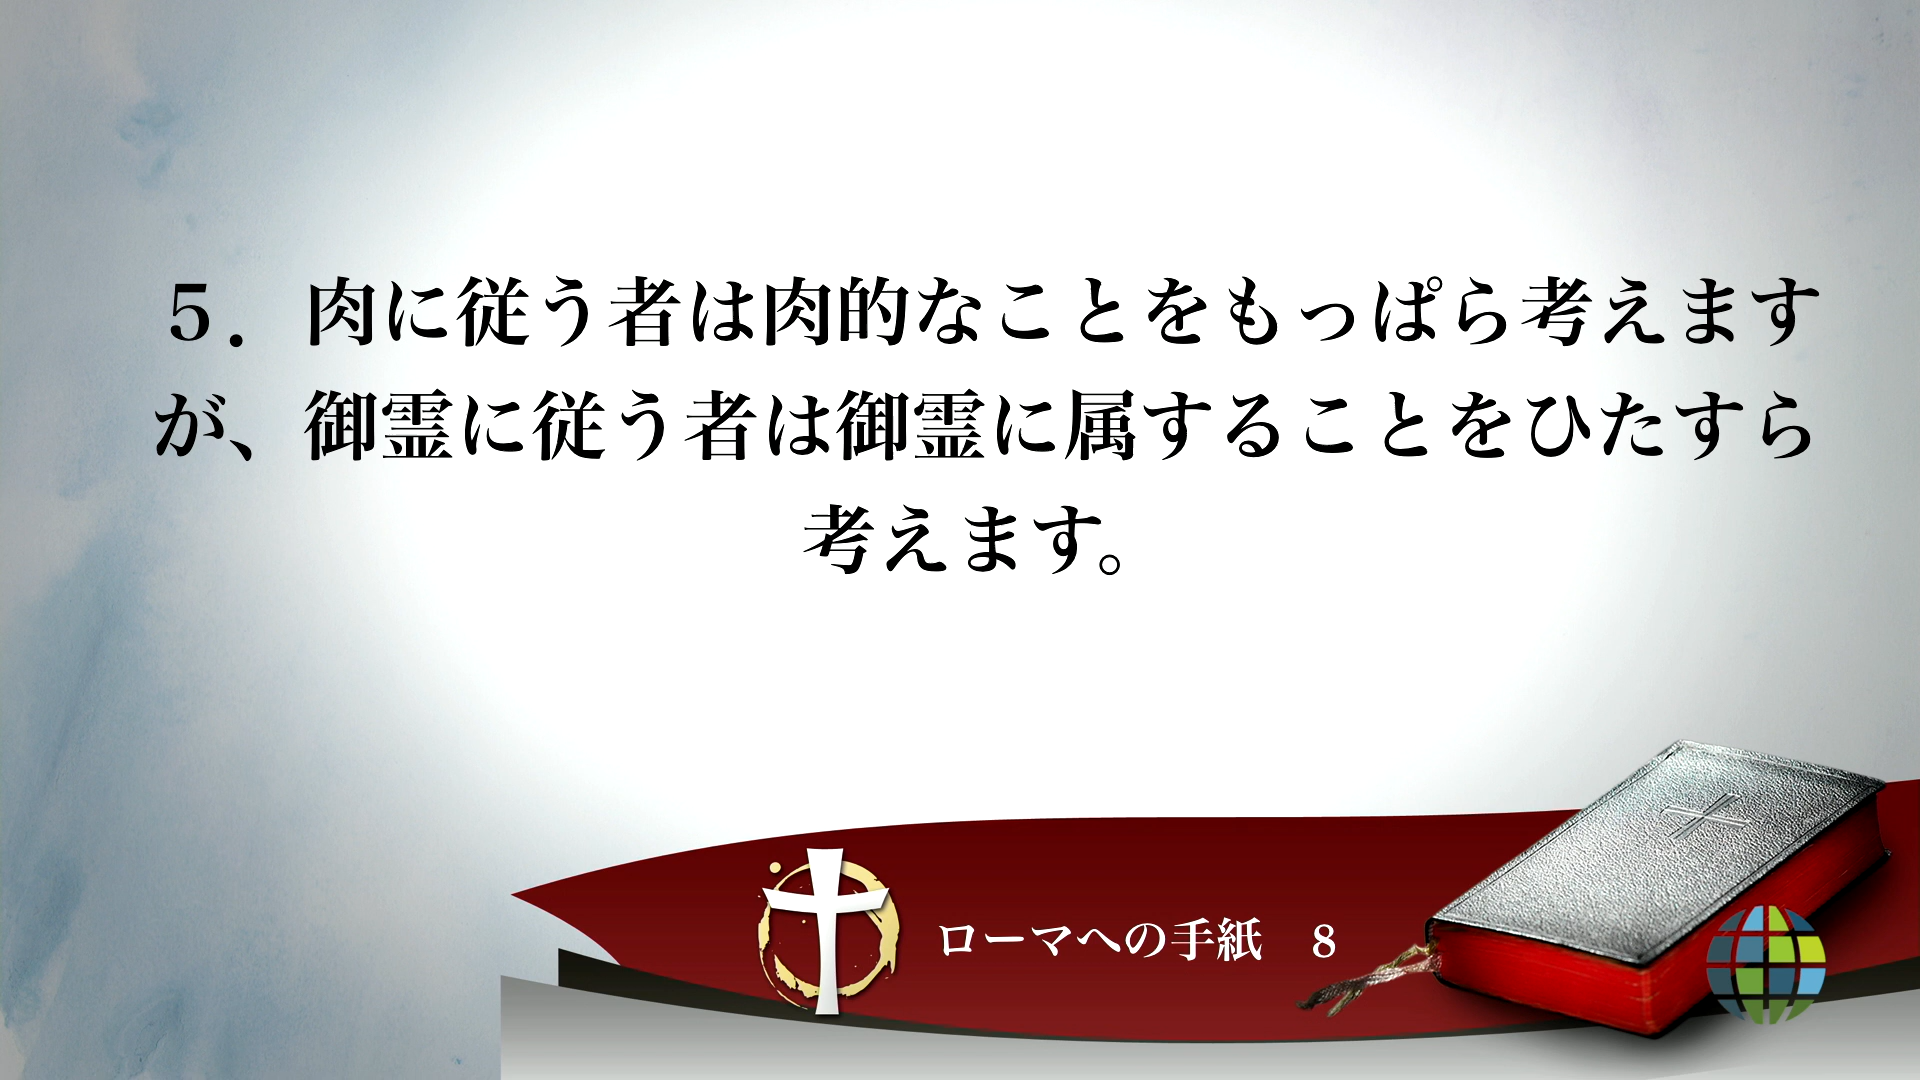 ５．肉に従う者は肉的なことをもっぱら考えます
が、御霊に従う者は御霊に属することをひたすら
考えます。
ローマへの手紙　８